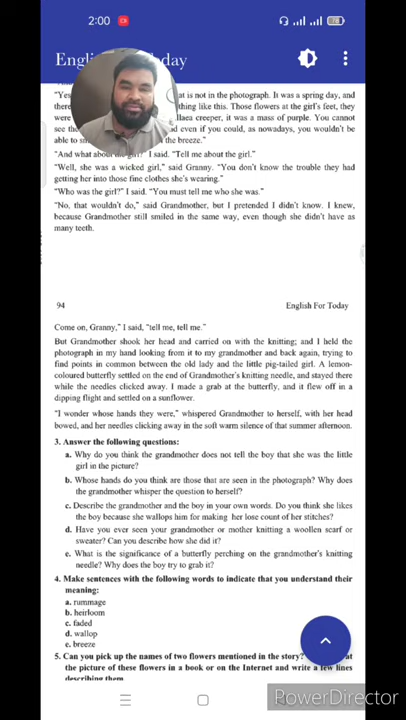 2:00
English For Today
"Yes
at is not in the photograph. It was a spring day, and
there
thing like this. Those flowers at the girl's feet, they
were
llaea creeper, it was a mass of purple. You cannot
see the
d even if you could, as nowadays, you wouldn't be
able to
the breeze."
"And what about the girl?" I said. "Tell me about the girl."
"Well, she was a wicked girl," said Granny. "You don't know the trouble they had
getting her into those fine clothes she's wearing."
"Who was the girl?" I said. "You must tell me who she was."
"No, that wouldn't do," said Grandmother, but I pretended I didn't know. I knew,
because Grandmother still smiled in the same way, even though she didn't have as
many teeth.
94 English For Today
Come on, Granny," I said, "tell me, tell me."
But Grandmother shook her head and carried on with the knitting; and I held the
photograph in my hand looking from it to my grandmother and back again, trying to
find points in common between the old lady and the little pig-tailed girl. A lemon-
coloured butterfly settled on the end of Grandmother's knitting needle, and stayed there
while the needles clicked away. I made a grab at the butterfly, and it flew off in a
dipping flight and settled on a sunflower.
"I wonder whose hands they were," whispered Grandmother to herself, with her head
bowed, and her needles clicking away in the soft warm silence of that summer afternoon.
3. Answer the following questions:
a. Why do you think the grandmother does not tell the boy that she was the little
girl in the picture?
b. Whose hands do you think are those that are seen in the photograph? Why does
the grandmother whisper the question to herself?
c. Describe the grandmother and the boy in your own words. Do you think she likes
the boy because she wallops him for making her lose count of her stitches?
d. Have you ever seen your grandmother or mother knitting a woollen scarf or
sweater? Can you describe how she did it?
e. What is the significance of a butterfly perching on the grandmother's knitting
needle? Why does the boy try to grab it?
4. Make sentences with the following words to indicate that you understand their
meaning:
a. rummage
b. heirloom
c. faded
d. wallop
e. breeze
5. Can you pick up the names of two flowers mentioned in the story? at
the picture of these flowers in a book or on the Internet and write a few lines
describing them
PowerDirector